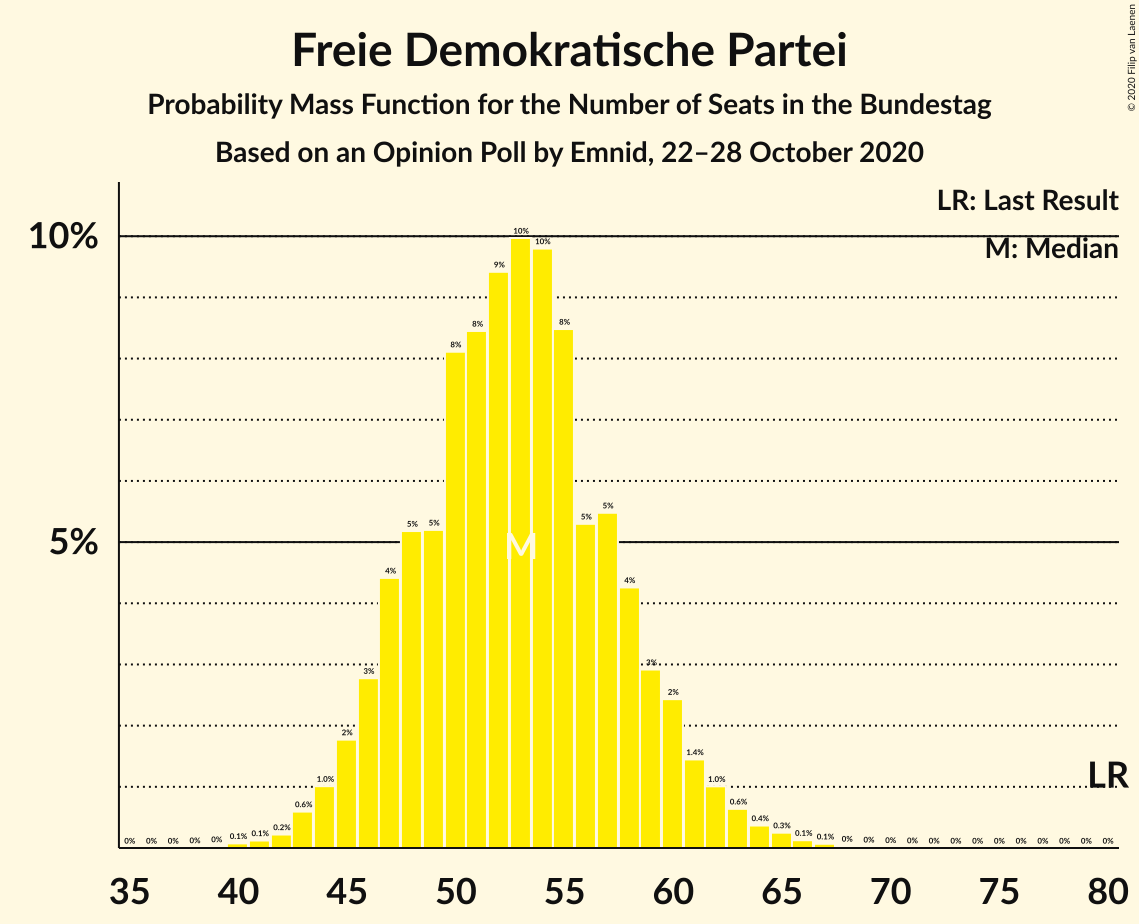 © 2020 Filip van Laenen
Freie Demokratische Partei
Probability Mass Function for the Number of Seats in the Bundestag
Based on an Opinion Poll by Emnid, 22–28 October 2020
LR: Last Result
M: Median
10%
5%
0% 0% 0% 0% 0% 0.1% 0.1% 0.2% 0.6% 1.0% 2% 3% 4% 5% 5% 8% 8% 9% 10% 10% 8% 5% 5% 4% 3% 2% 1.4% 1.0% 0.6% 0.4% 0.3% 0.1% 0.1% 0% 0% 0% 0% 0% 0% 0% 0% 0% 0% 0% 0% 0%
M
LR
35 40 45 50 55 60 65 70 75 80